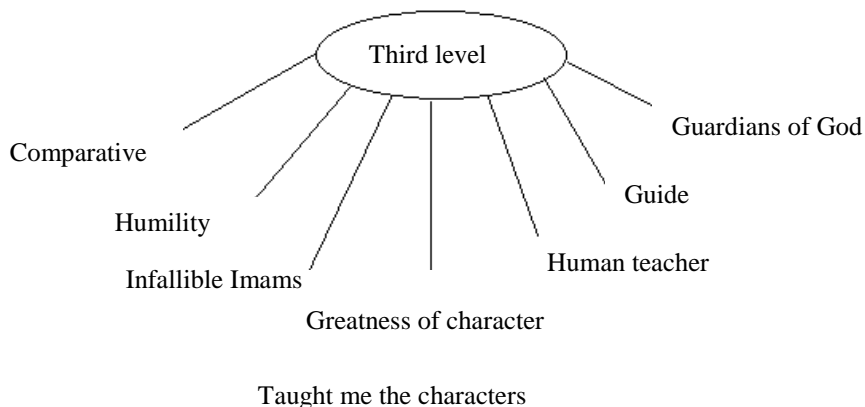 Third level
Guardians of God
Comparative
Guide
Humility
Human teacher
Infallible Imams
Greatness of character
Taught me the characters